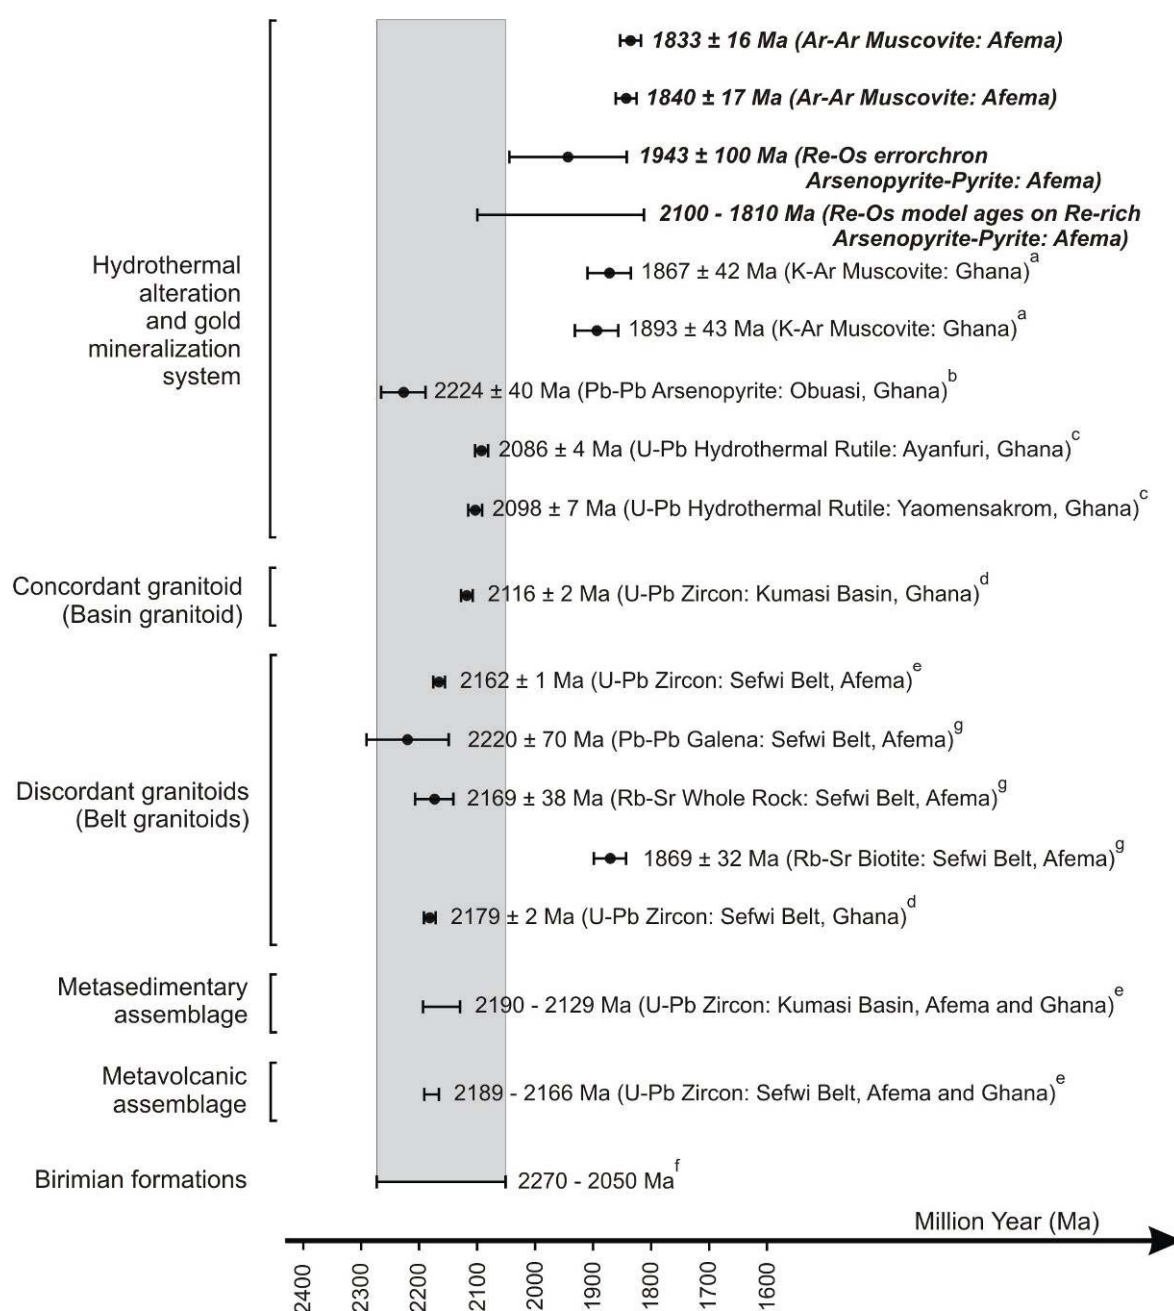 1833 ± 16 Ma (Ar-Ar Muscovite: Afema)
1840 ± 17 Ma (Ar-Ar Muscovite: Afema)
1943 ± 100 Ma (Re-Os errorchron
Arsenopyrite-Pyrite: Afema)
2100 - 1810 Ma (Re-Os model ages on Re-rich
Arsenopyrite-Pyrite: Afema)
Hydrothermal
alteration
and gold
mineralization
system
1867 ± 42 Ma (K-Ar Muscovite: Ghana)a
1893 ± 43 Ma (K-Ar Muscovite: Ghana)a
2224 ± 40 Ma (Pb-Pb Arsenopyrite: Obuasi, Ghana)b
2086 ± 4 Ma (U-Pb Hydrothermal Rutile: Ayanfuri, Ghana)c
2098 ± 7 Ma (U-Pb Hydrothermal Rutile: Yaomensakrom, Ghana)c
Concordant granitoid
(Basin granitoid)
2116 ± 2 Ma (U-Pb Zircon: Kumasi Basin, Ghana)d
2162 ± 1 Ma (U-Pb Zircon: Sefwi Belt, Afema)e
2220 ± 70 Ma (Pb-Pb Galena: Sefwi Belt, Afema)g
Discordant granitoids
(Belt granitoids)
2169 ± 38 Ma (Rb-Sr Whole Rock: Sefwi Belt, Afema)g
1869 ± 32 Ma (Rb-Sr Biotite: Sefwi Belt, Afema)g
2179 ± 2 Ma (U-Pb Zircon: Sefwi Belt, Ghana)d
Metasedimentary
assemblage
2190 - 2129 Ma (U-Pb Zircon: Kumasi Basin, Afema and Ghana)e
Metavolcanic
assemblage
2189 - 2166 Ma (U-Pb Zircon: Sefwi Belt, Afema and Ghana)e
Birimian formations
2270 - 2050 Maf
Million Year (Ma)
2400
2300
2200
2100
2000
1900
1800
1700
1600